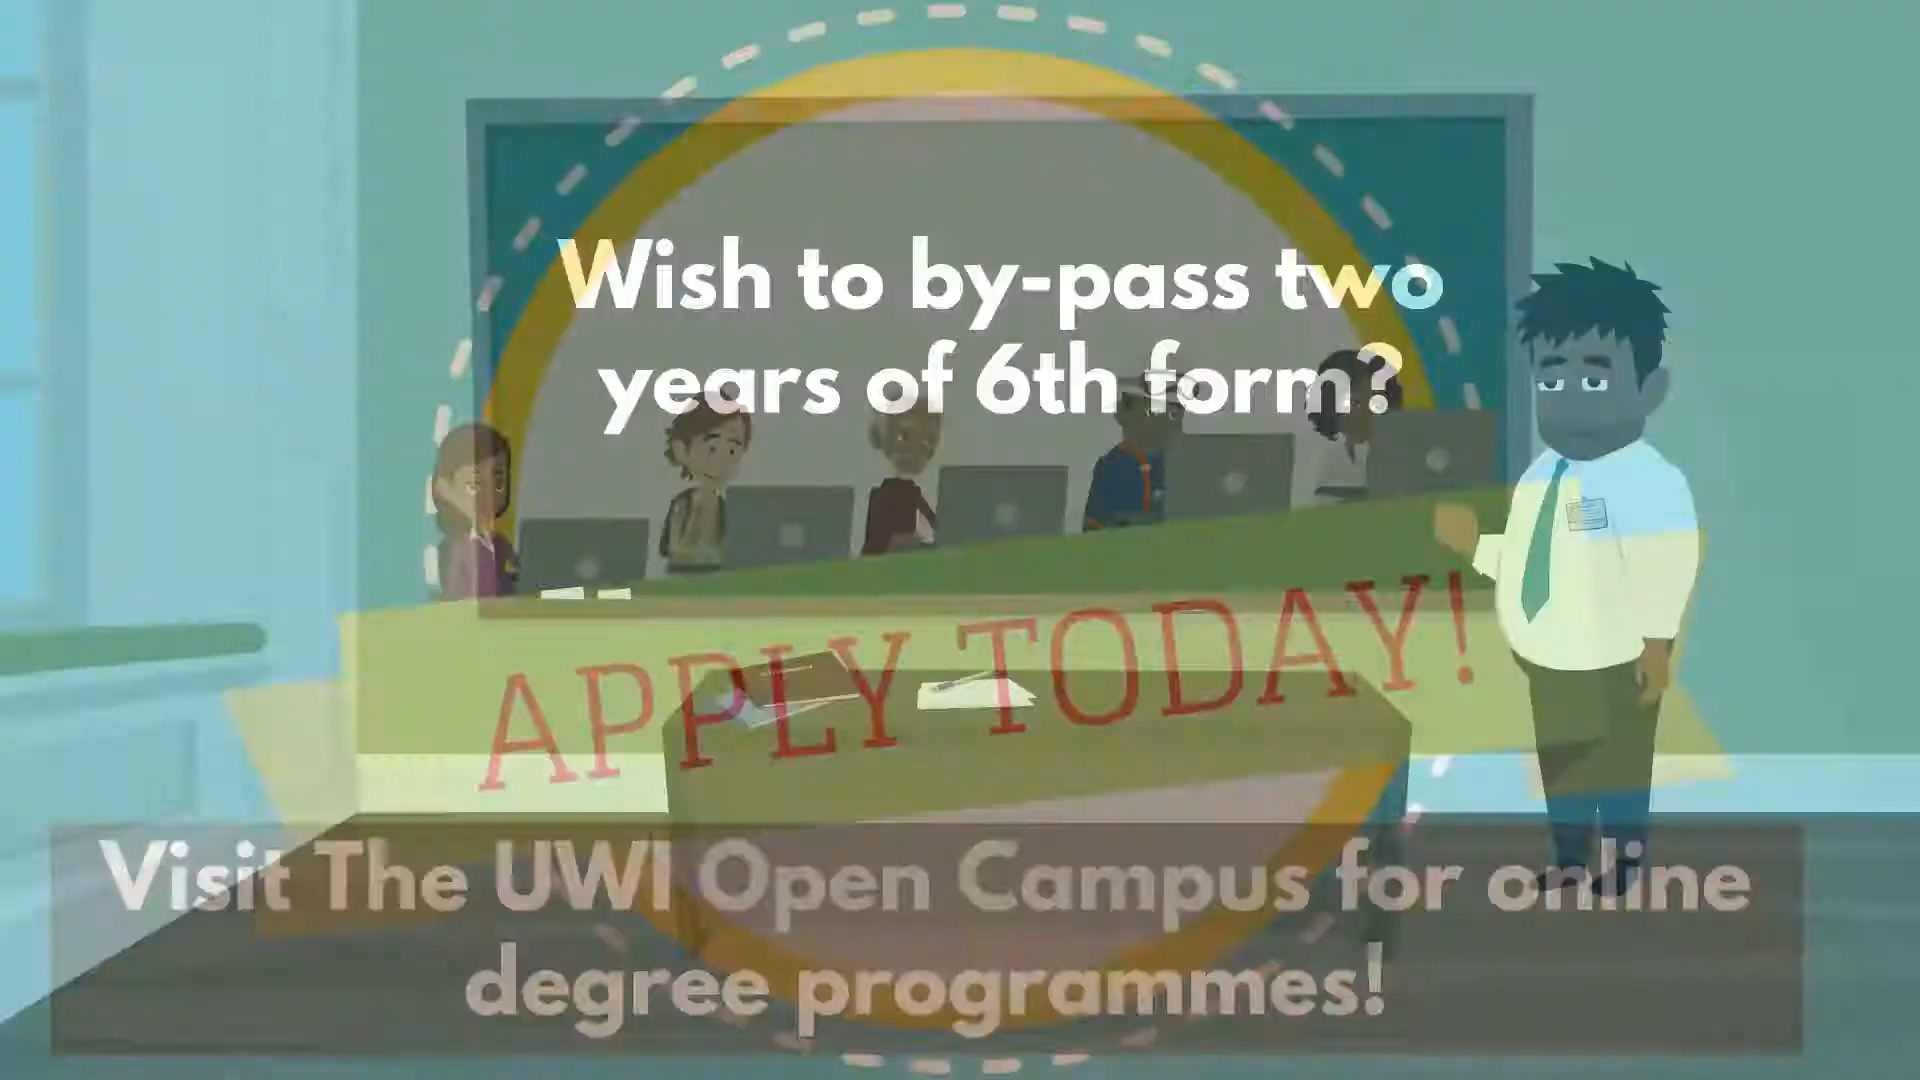 Wish to by-pass two
years of 6th form?
APPLY TODAY!
Visit The UWI Open Campus for online
degree programmes!